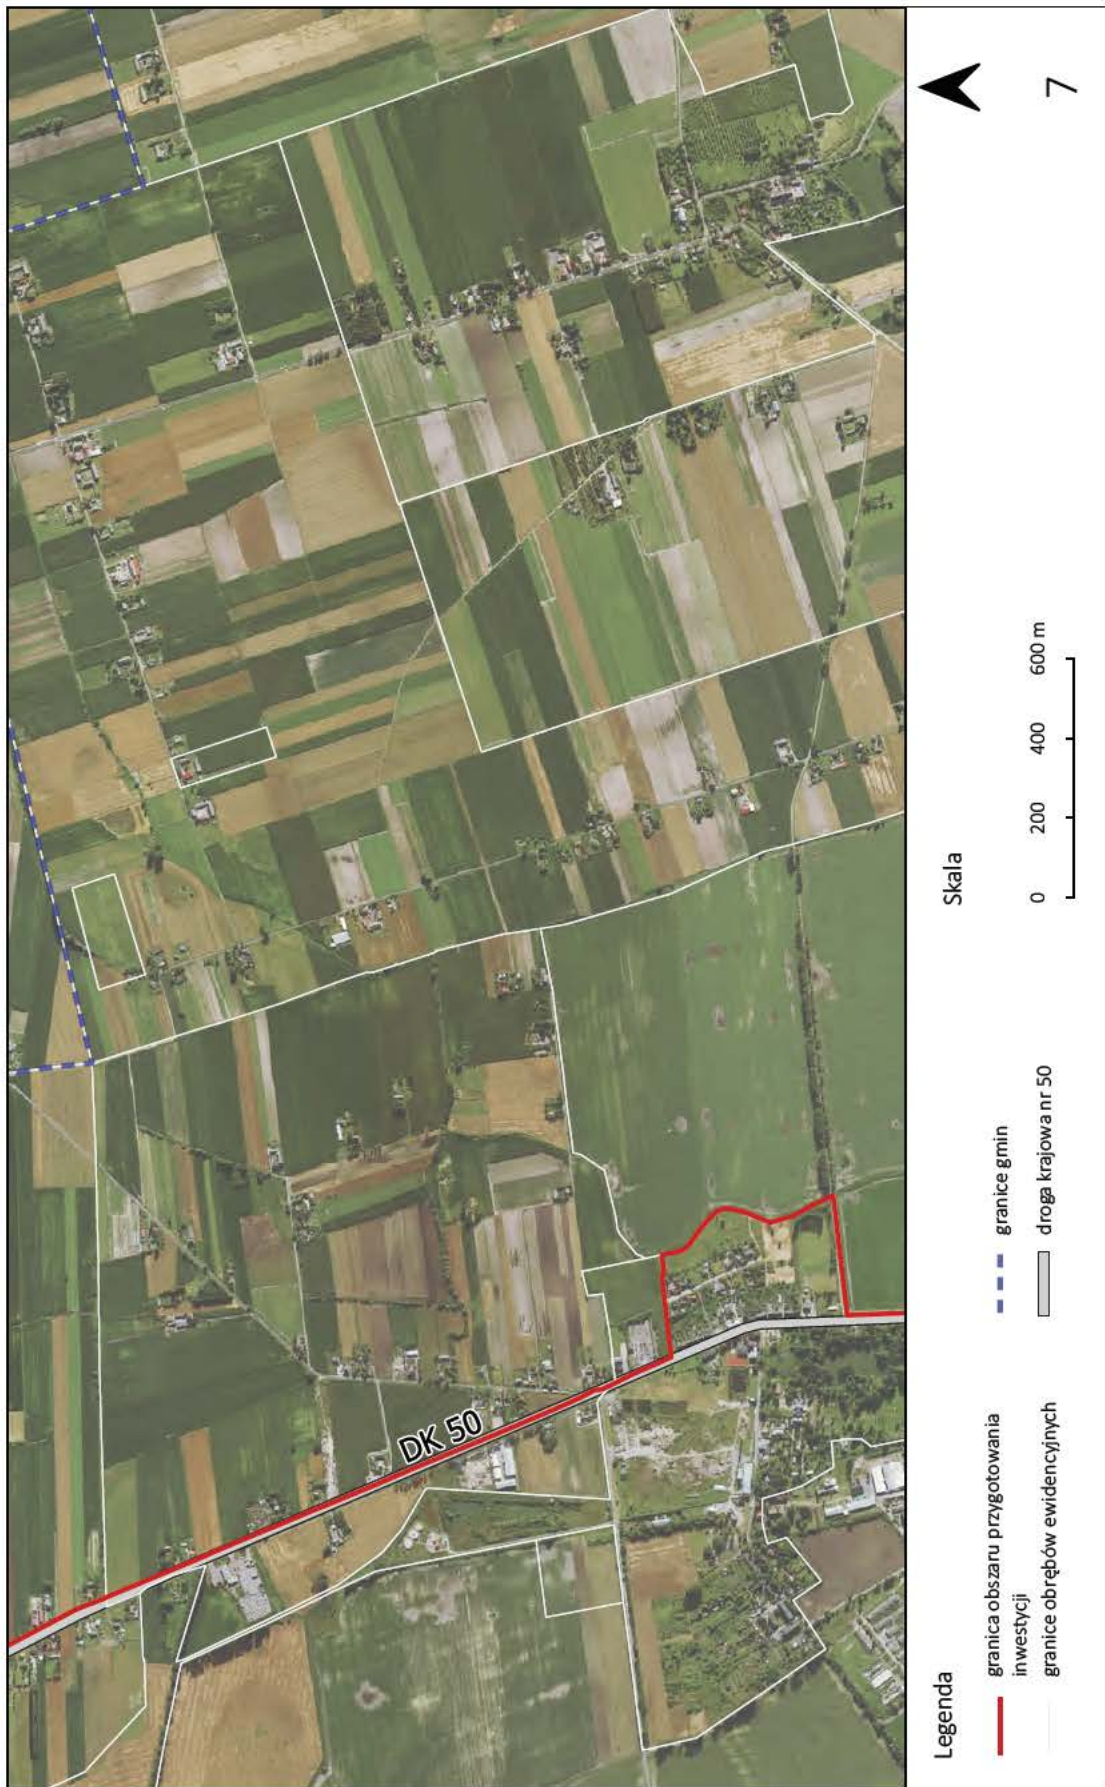 DK 50
Legenda
granica obszaru przygotowania
inwestycji
granice obrębów ewidencyjnych
granice gmin
droga krajowa nr 50
Skala
0 200 400 600 m
7